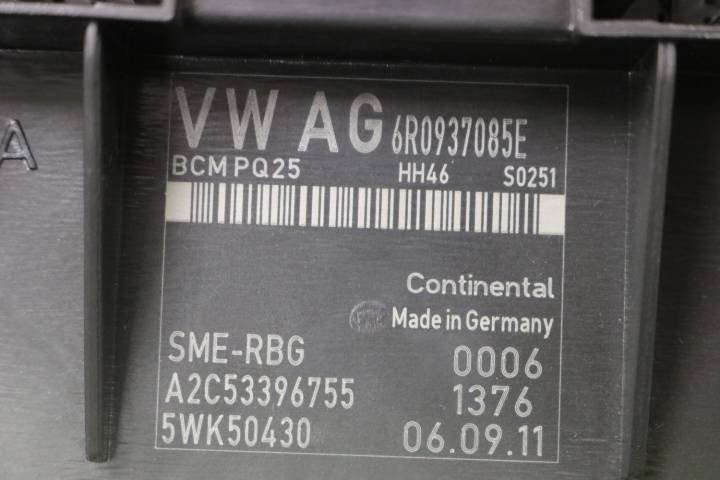 VW AG 6R0937085E
BCM PQ25 HH46 S0251
Continental
Made in Germany
SME-RBG 0006
A2C53396755 1376
5WK50430 06.09.11
A